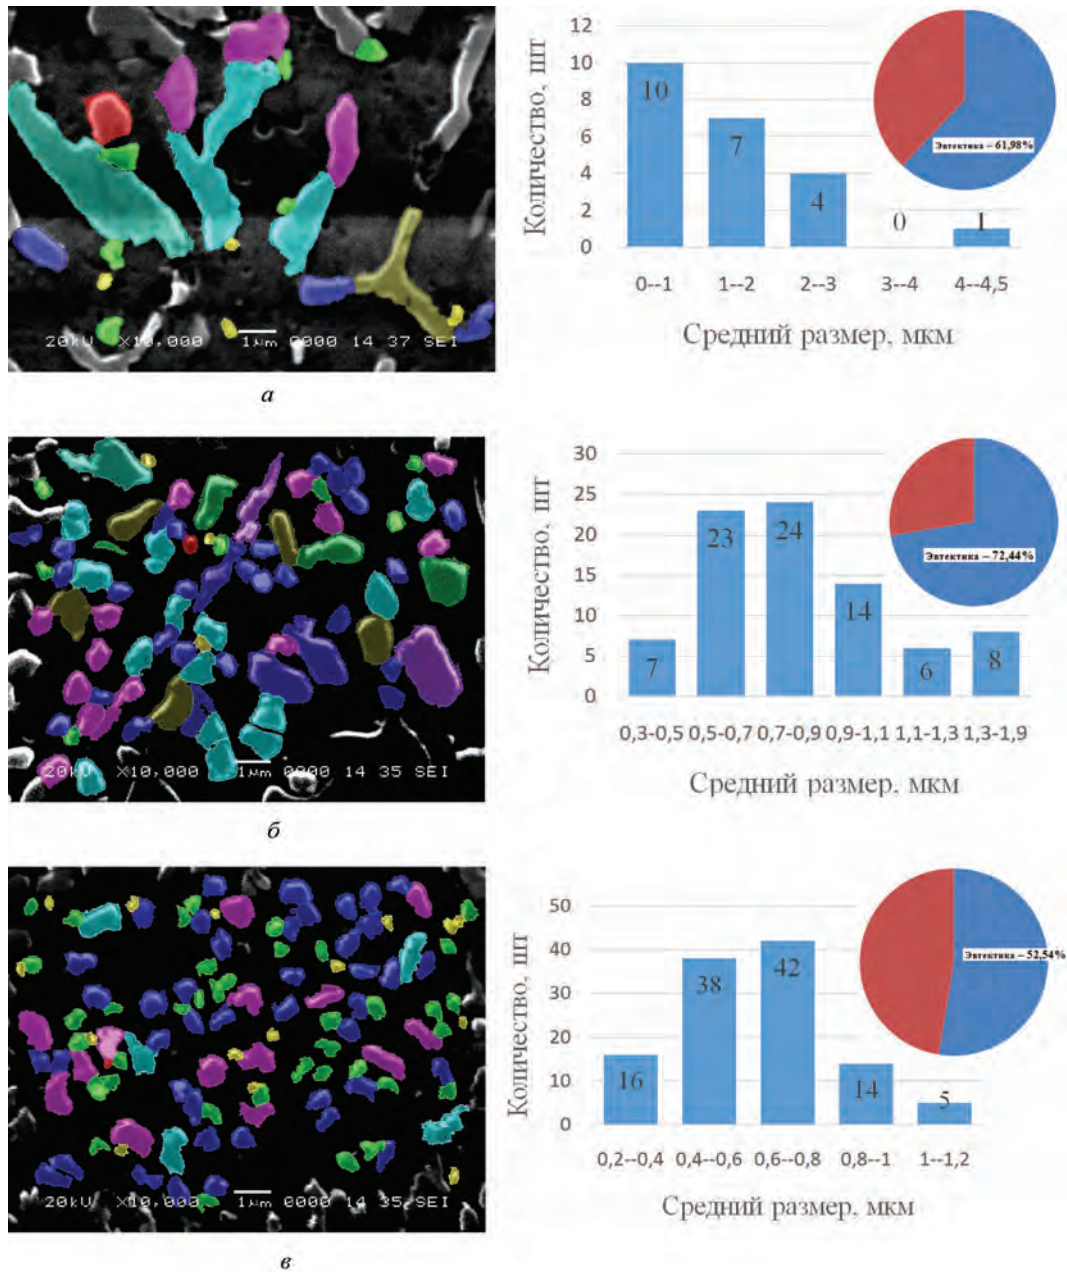 20kU X10,000 1µm 0000 14 37 SEI
а
Количество, шт
12
10
8
6
4
2
0
10
7
4
0
1
0--1 1--2 2--3 3--4 4--4,5
Средний размер, мкм
Эвтектика – 61,98%
20kU X10,000 1µm 0000 14 35 SEI
б
Количество, шт
30
25
20
15
10
5
0
7
23
24
14
6
8
0,3-0,5 0,5-0,7 0,7-0,9 0,9-1,1 1,1-1,3 1,3-1,9
Средний размер, мкм
Эвтектика – 72,44%
20kU X10,000 1µm 0000 14 35 SEI
в
Количество, шт
50
40
30
20
10
0
16
38
42
14
5
0,2--0,4 0,4--0,6 0,6--0,8 0,8--1 1--1,2
Средний размер, мкм
Эвтектика – 52,54%